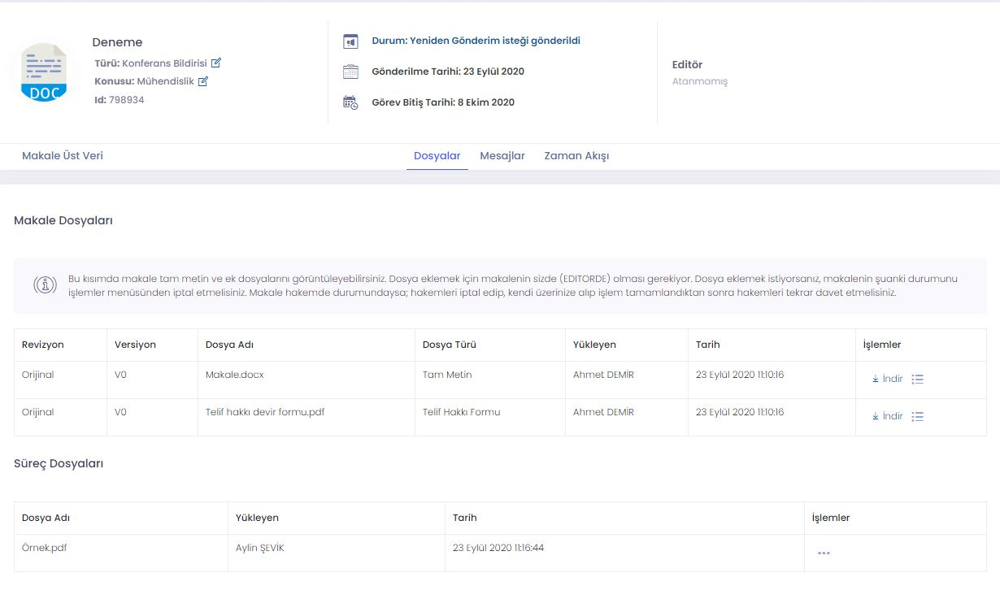 DOC
Deneme
Türü: Konferans Bildirisi
Konusu: Mühendislik
Id: 798934
Durum: Yeniden Gönderim isteği gönderildi
Gönderilme Tarihi: 23 Eylül 2020
Görev Bitiş Tarihi: 8 Ekim 2020
Editör
Atanmamış
Makale Üst Veri
Dosyalar
Mesajlar
Zaman Akışı
Makale Dosyaları
Bu kısımda makale tam metin ve ek dosyalarını görüntüleyebilirsiniz. Dosya eklemek için makalenin sizde (EDITORDE) olması gerekiyor. Dosya eklemek istiyorsanız, makalenin şuanki durumunu
işlemler menüsünden iptal etmelisiniz. Makale hakemde durumundaysa; hakemleri iptal edip, kendi üzerinize alıp işlem tamamlandıktan sonra hakemleri tekrar davet etmelisiniz.
Revizyon Versiyon Dosya Adı Dosya Türü Yükleyen Tarih İşlemler
Orijinal V0 Makale.docx Tam Metin Ahmet DEMİR 23 Eylül 2020 11:10:16 İndir
Orijinal V0 Telif hakkı devir formu.pdf Telif Hakkı Formu Ahmet DEMİR 23 Eylül 2020 11:10:16 İndir
Süreç Dosyaları
Dosya Adı Yükleyen Tarih İşlemler
Örnek.pdf Aylin ŞEVİK 23 Eylül 2020 11:16:44